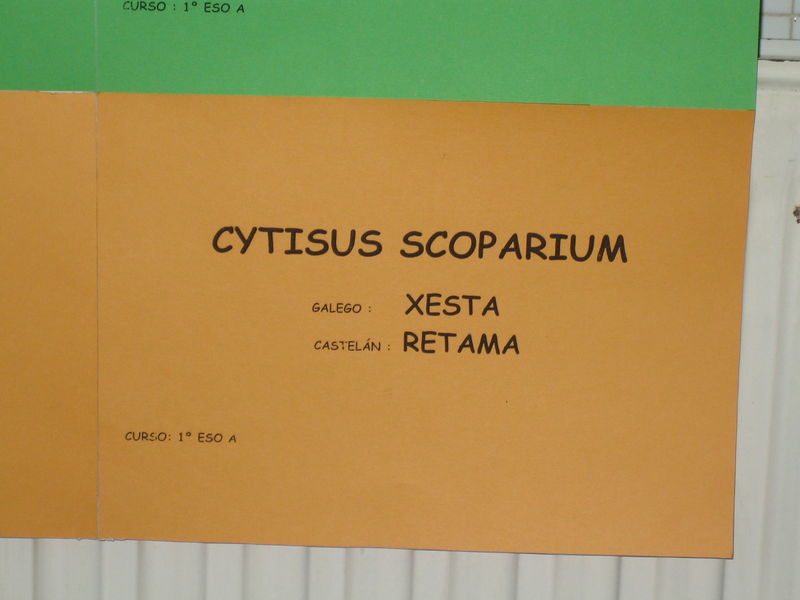 CURSO : 1º ESO A
CYTISUS SCOPARIUM
GALEGO : XESTA
CASTELÁN : RETAMA
CURSO: 1º ESO A